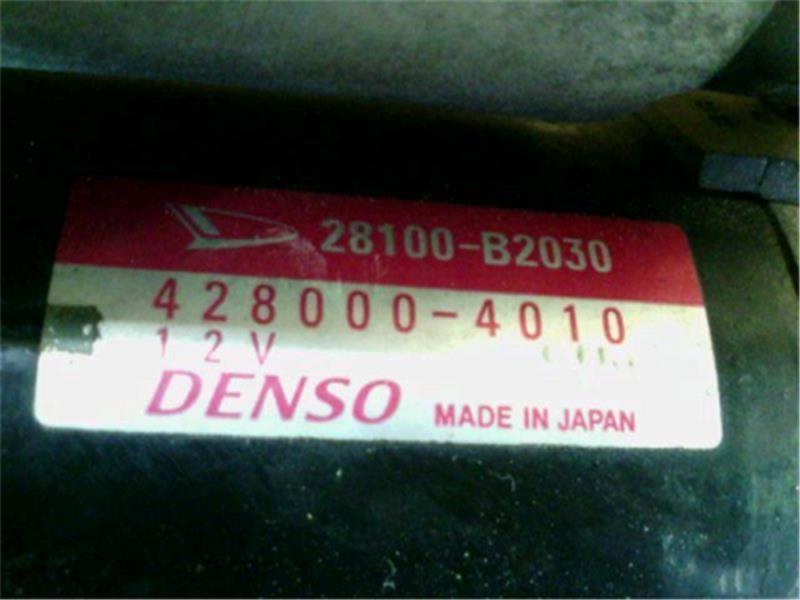 28100-B2030
428000-4010
12V
DENSO MADE IN JAPAN